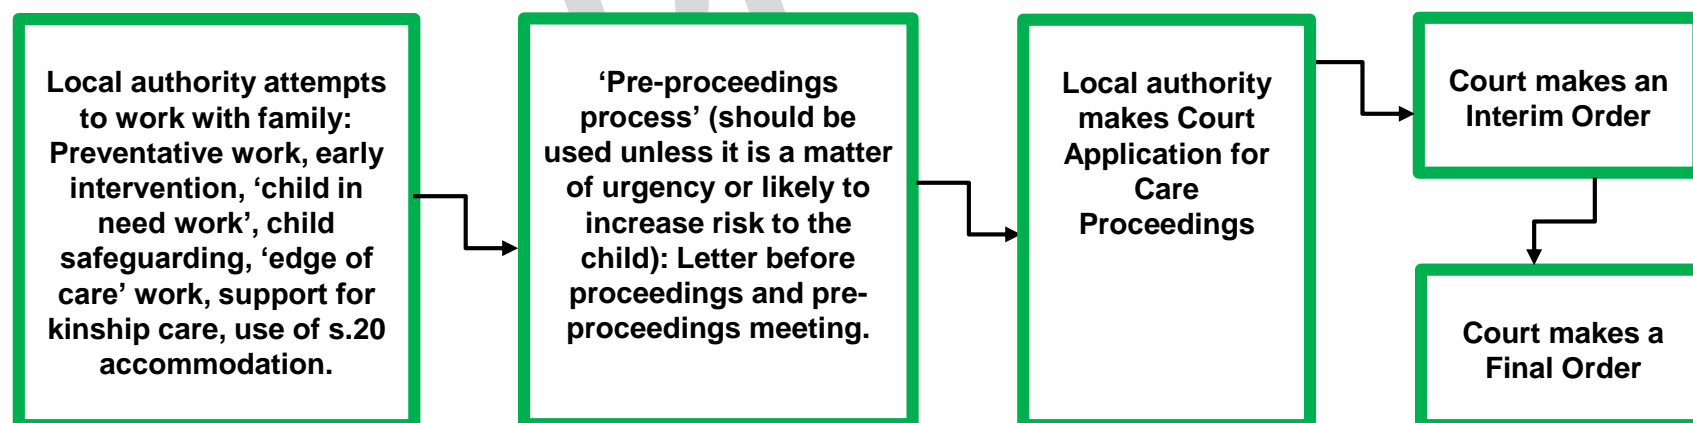 Local authority attempts
to work with family:
Preventative work, early
intervention, ‘child in
need work’, child
safeguarding, ‘edge of
care’ work, support for
kinship care, use of s.20
accommodation.
‘Pre-proceedings
process’ (should be
used unless it is a matter
of urgency or likely to
increase risk to the
child): Letter before
proceedings and pre-
proceedings meeting.
Local authority
makes Court
Application for
Care
Proceedings
Court makes an
Interim Order
Court makes a
Final Order